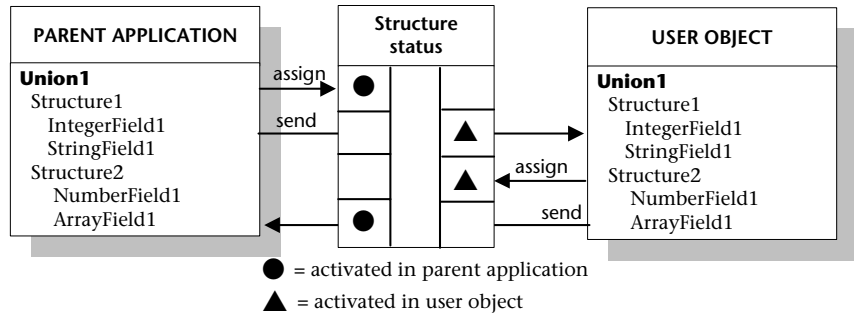 PARENT APPLICATION
Union1
Structure1
IntegerField1
StringField1
Structure2
NumberField1
ArrayField1
assign
send
Structure
status
assign
send
USER OBJECT
Union1
Structure1
IntegerField1
StringField1
Structure2
NumberField1
ArrayField1
= activated in parent application
= activated in user object